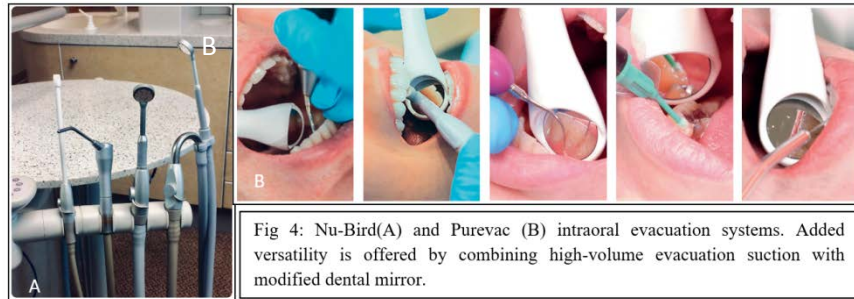 B
A
B
Fig 4: Nu-Bird(A) and Purevac (B) intraoral evacuation systems. Added
versatility is offered by combining high-volume evacuation suction with
modified dental mirror.